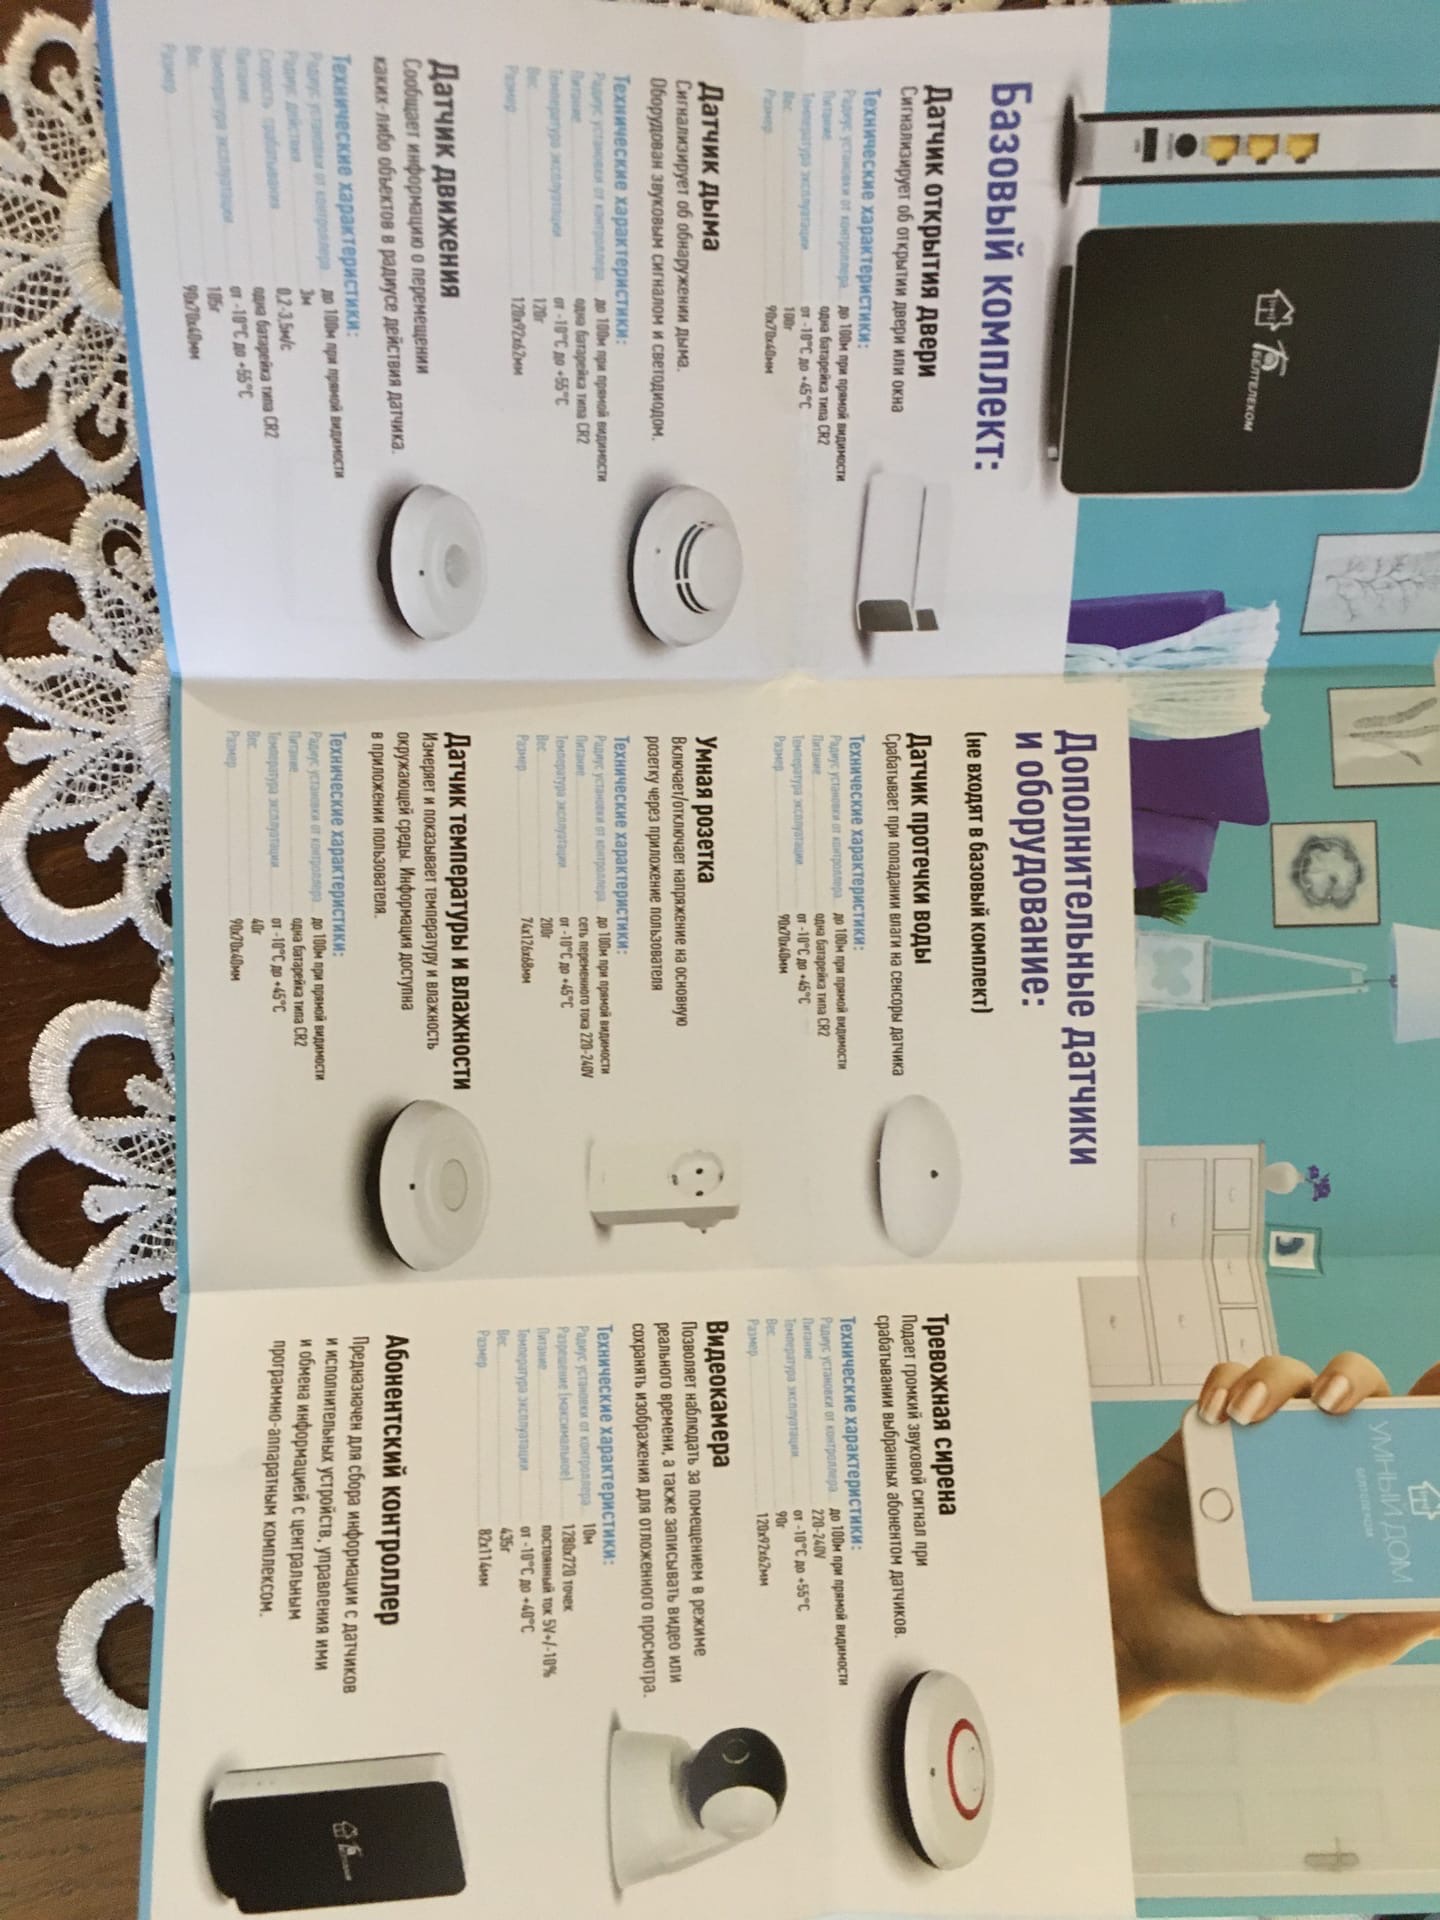 БЕЛТЕЛЕКОМ
УМНЫЙ ДОМ
БЕЛТЕЛЕКОМ
Базовый комплект:
Датчик открытия двери
Сигнализирует об открытии двери или окна
Технические характеристики:
Радиус установки от контроллера до 100м при прямой видимости
Питание одна батарейка типа CR2
Температура эксплуатации от -10°C до +45°C
Вес 100г
Размер 90х70х40мм
Датчик дыма
Сигнализирует об обнаружении дыма.
Оборудован звуковым сигналом и светодиодом.
Технические характеристики:
Радиус установки от контроллера до 100м при прямой видимости
Питание одна батарейка типа CR2
Температура эксплуатации от -10°C до +55°C
Вес 120г
Размер 120х92х62мм
Датчик движения
Сообщает информацию о перемещении
каких-либо объектов в радиусе действия датчика.
Технические характеристики:
Радиус установки от контроллера до 100м при прямой видимости
Радиус действия 3м
Скорость срабатывания 0,2-3,5м/с
Питание одна батарейка типа CR2
Температура эксплуатации от -10°C до +55°C
Вес 105г
Размер 90х70х40мм
Дополнительные датчики
и оборудование:
(не входят в базовый комплект)
Датчик протечки воды
Срабатывает при попадании влаги на сенсоры датчика
Технические характеристики:
Радиус установки от контроллера до 100м при прямой видимости
Питание одна батарейка типа CR2
Температура эксплуатации от -10°C до +45°C
Размер 90х70х40мм
Умная розетка
Включает/отключает напряжение на основную
розетку через приложение пользователя
Технические характеристики:
Радиус установки от контроллера до 100м при прямой видимости
Питание сеть переменного тока 220-240V
Температура эксплуатации от -10°C до +45°C
Вес 200г
Размер 74х126х68мм
Датчик температуры и влажности
Измеряет и показывает температуру и влажность
окружающей среды. Информация доступна
в приложении пользователя.
Технические характеристики:
Радиус установки от контроллера до 100м при прямой видимости
Питание одна батарейка типа CR2
Температура эксплуатации от -10°C до +45°C
Вес 40г
Размер 90х70х40мм
Тревожная сирена
Подает громкий звуковой сигнал при
срабатывании выбранных абонентом датчиков.
Технические характеристики:
Радиус установки от контроллера до 100м при прямой видимости
Питание 220-240V
Температура эксплуатации от -10°C до +55°C
Вес 90г
Размер 120х92х62мм
Видеокамера
Позволяет наблюдать за помещением в режиме
реального времени, а также записывать видео или
сохранять изображения для отложенного просмотра.
Технические характеристики:
Радиус установки от контроллера 10м
Разрешение (максимальное) 1280х720 точек
Питание постоянный ток 5V+/-10%
Температура эксплуатации от -10°C до +40°C
Вес 435г
Размер 82х114мм
Абонентский контроллер
Предназначен для сбора информации с датчиков
и исполнительных устройств, управления ими
и обмена информацией с центральным
программно-аппаратным комплексом.